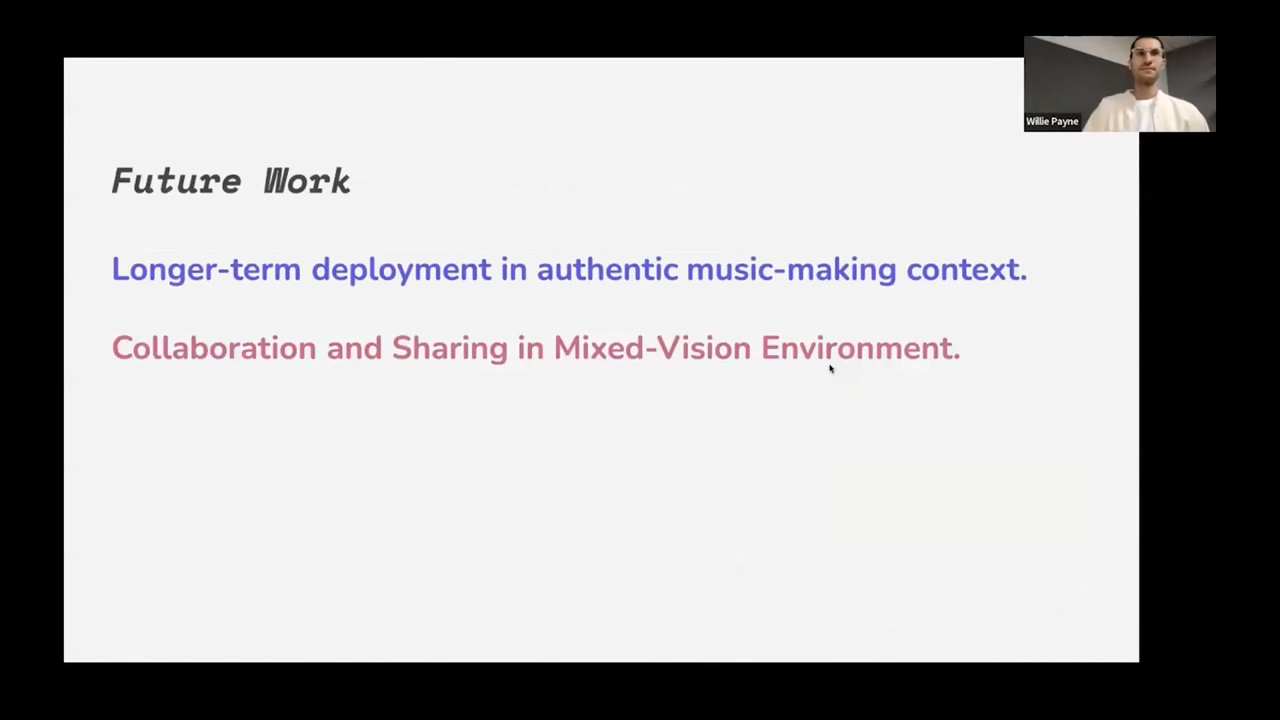 Willie Payne
Future Work
Longer-term deployment in authentic music-making context.
Collaboration and Sharing in Mixed-Vision Environment.